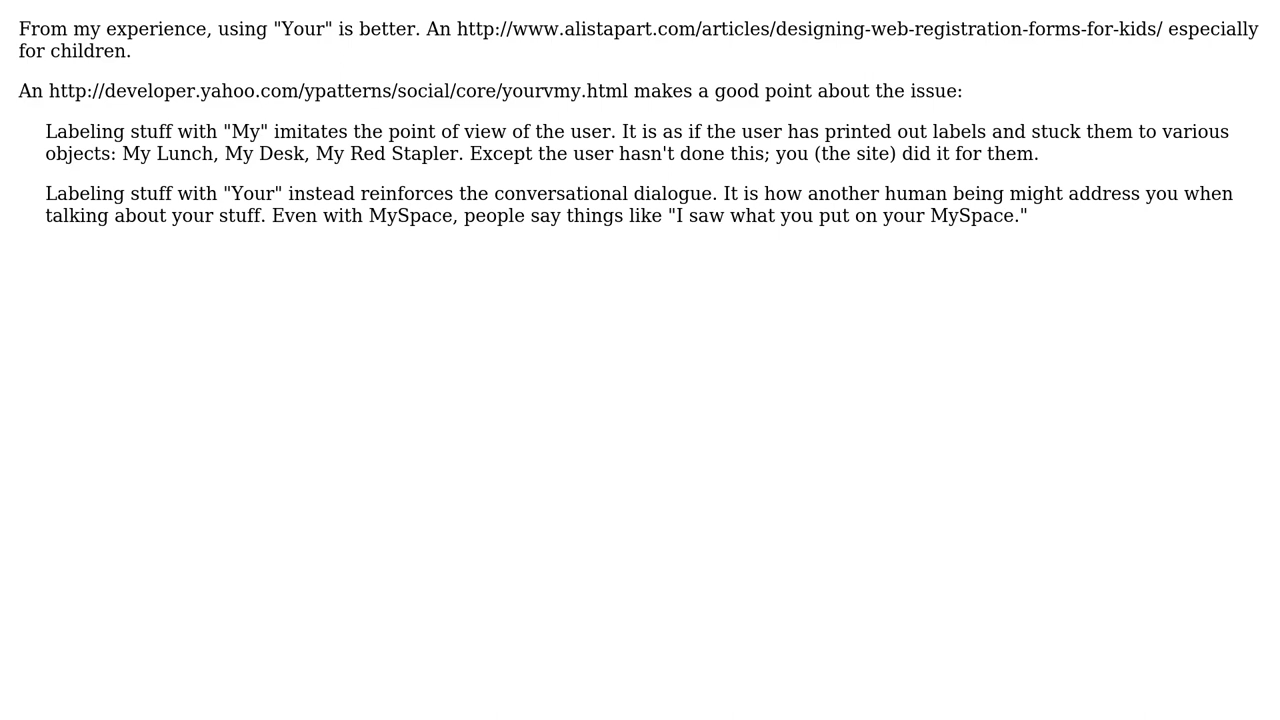 From my experience, using "Your" is better. An http://www.alistapart.com/articles/designing-web-registration-forms-for-kids/ especially
for children.
An http://developer.yahoo.com/ypatterns/social/core/yourvmy.html makes a good point about the issue:
Labeling stuff with "My" imitates the point of view of the user. It is as if the user has printed out labels and stuck them to various
objects: My Lunch, My Desk, My Red Stapler. Except the user hasn't done this; you (the site) did it for them.
Labeling stuff with "Your" instead reinforces the conversational dialogue. It is how another human being might address you when
talking about your stuff. Even with MySpace, people say things like "I saw what you put on your MySpace."